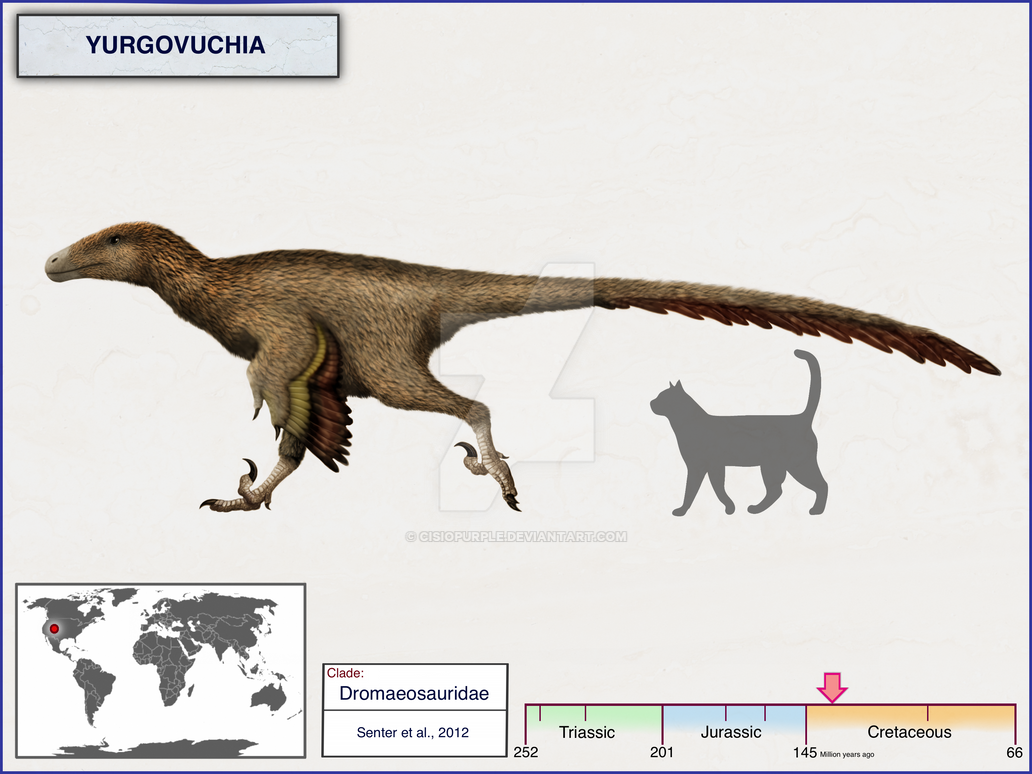 YURGOVUCHIA
© CISIOPURPLE.DEVIANTART.COM
Clade:
Dromaeosauridae
Senter et al., 2012
Triassic
Jurassic
Cretaceous
252
201
145
Million years ago
66